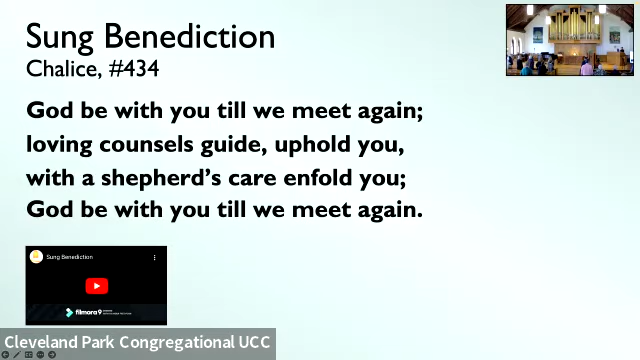 Sung Benediction
Chalice, #434
God be with you till we meet again;
loving counsels guide, uphold you,
with a shepherd's care enfold you;
God be with you till we meet again.
Sung Benediction
filmora9
Cleveland Park Congregational UCC